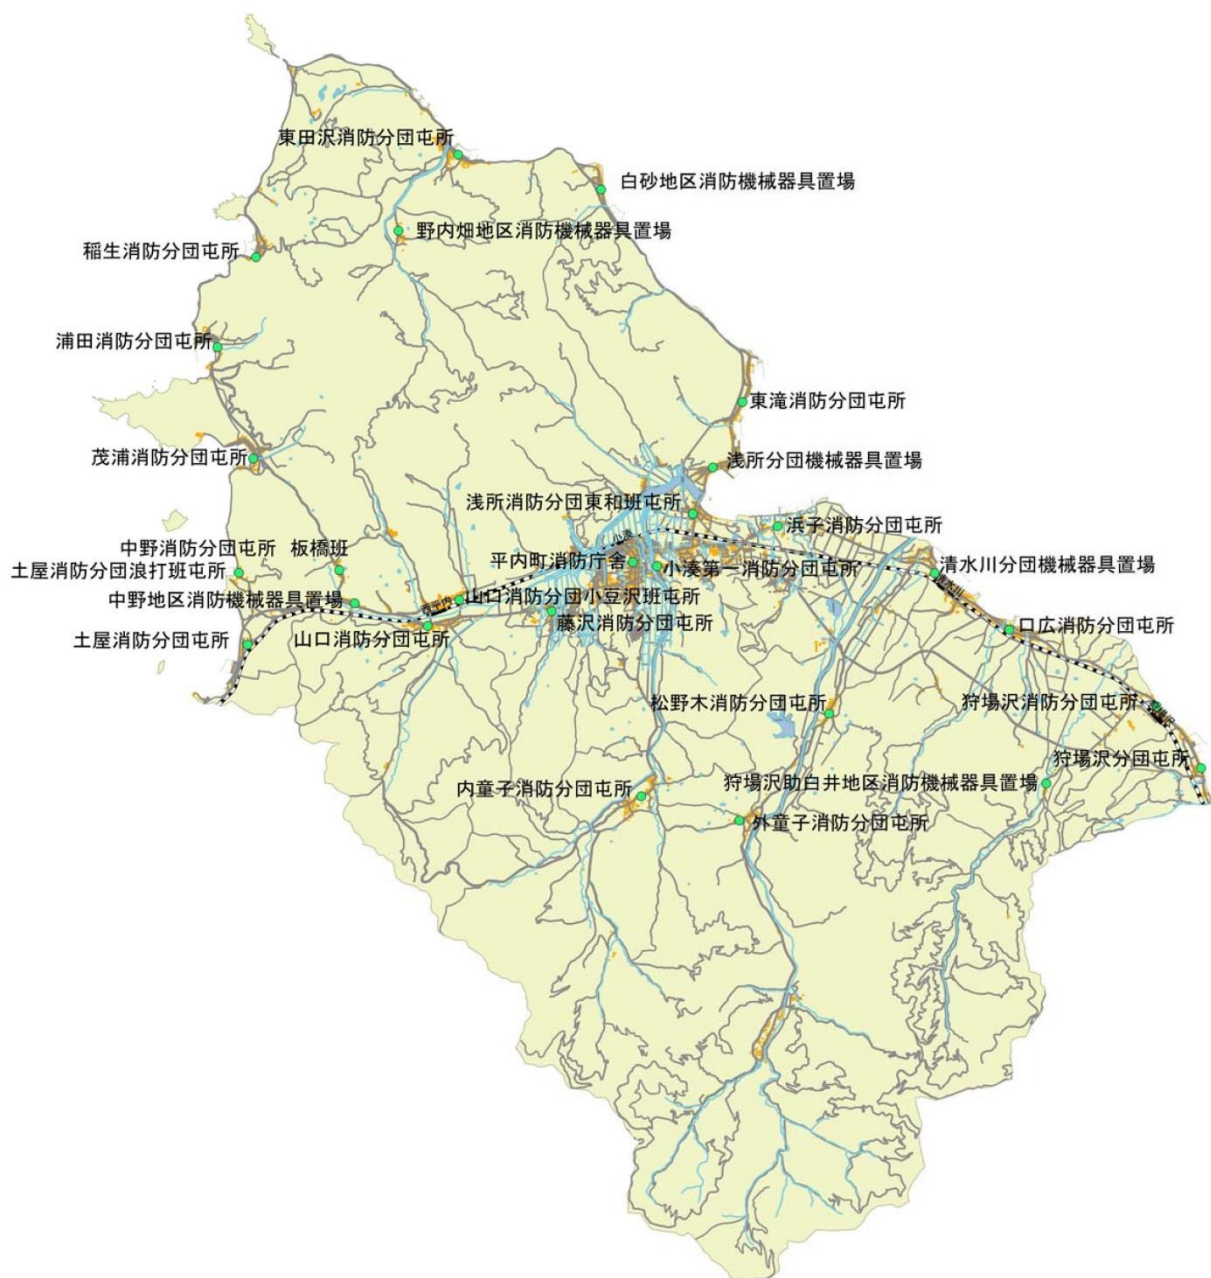 東田沢消防分団屯所
白砂地区消防機械器具置場
野内畑地区消防機械器具置場
稲生消防分団屯所
浦田消防分団屯所
東滝消防分団屯所
茂浦消防分団屯所
浅所分団機械器具置場
浅所消防分団東和班屯所
浜子消防分団屯所
小湊
中野消防分団屯所 板橋班
平内町消防庁舎
小湊第一消防分団屯所
清水川分団機械器具置場
土屋消防分団浪打班屯所
清水川
中野地区消防機械器具置場
西平内
山口消防分団小豆沢班屯所
藤沢消防分団屯所
口広消防分団屯所
土屋消防分団屯所
山口消防分団屯所
松野木消防分団屯所
狩場沢消防分団屯所
狩場沢
狩場沢分団屯所
内童子消防分団屯所
狩場沢助白井地区消防機械器具置場
外童子消防分団屯所